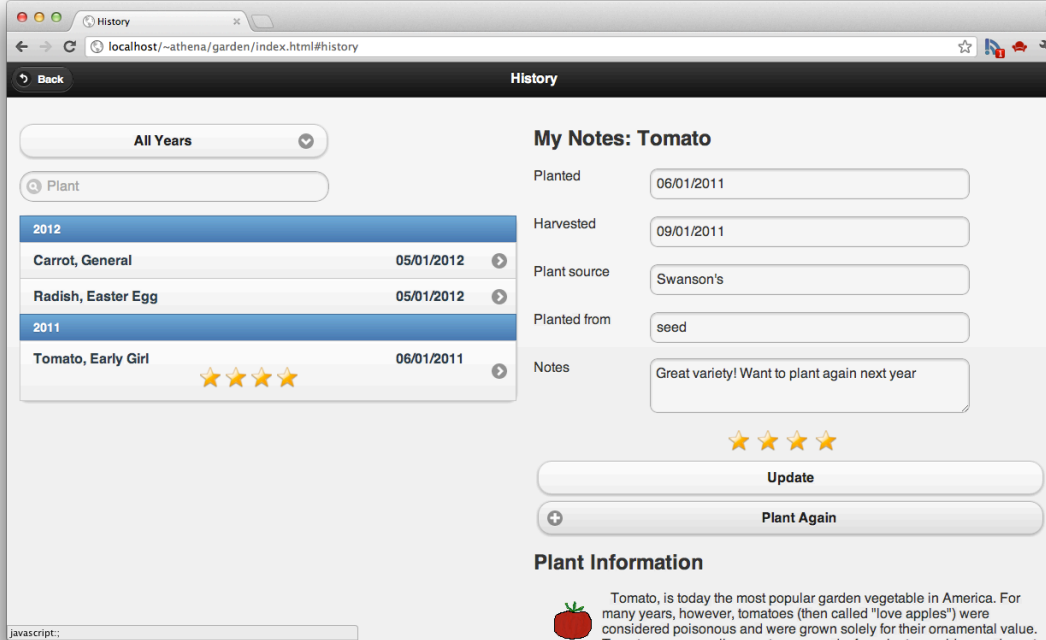 History
localhost/~athena/garden/index.html#history
1
Back
History
All Years
Plant
2012
Carrot, General 05/01/2012
Radish, Easter Egg 05/01/2012
2011
Tomato, Early Girl 06/01/2011
My Notes: Tomato
Planted 06/01/2011
Harvested 09/01/2011
Plant source Swanson's
Planted from seed
Notes Great variety! Want to plant again next year
Update
Plant Again
Plant Information
Tomato, is today the most popular garden vegetable in America. For
many years, however, tomatoes (then called "love apples") were
considered poisonous and were grown solely for their ornamental value.
javascript:;